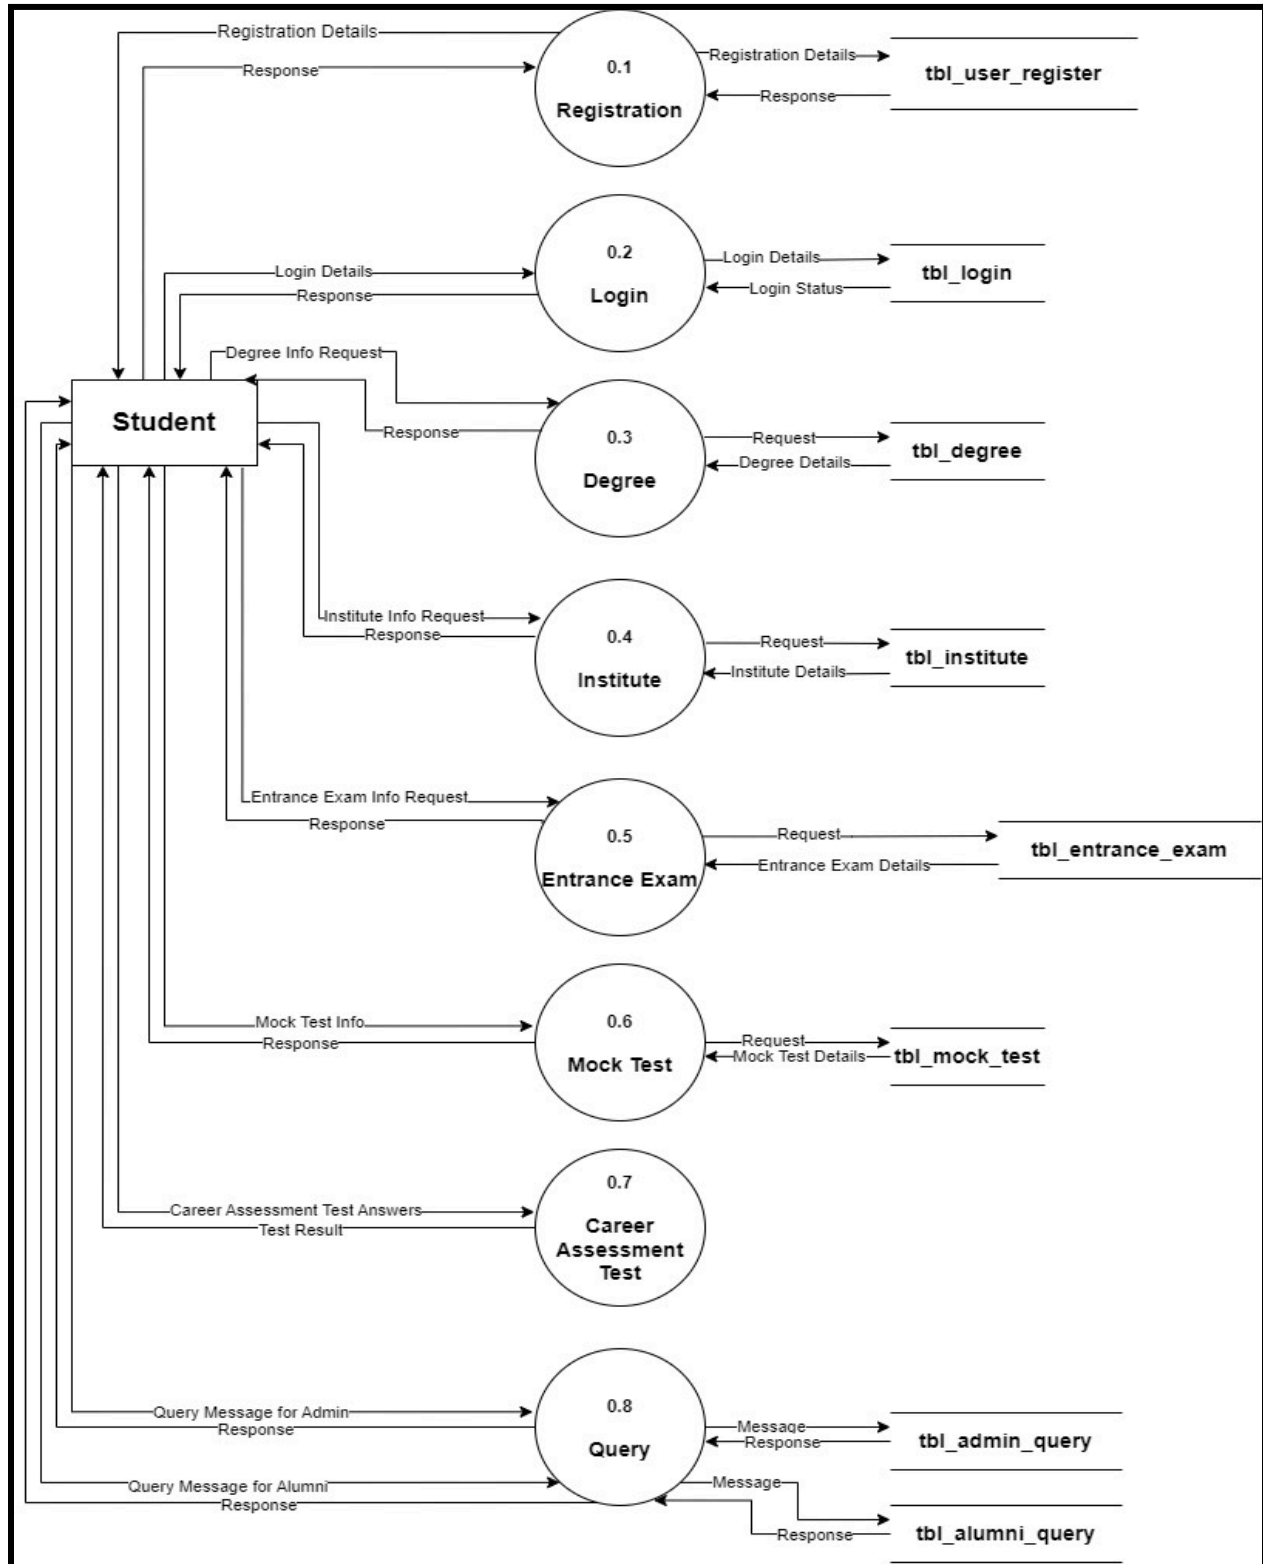 Registration Details
Response
0.1
Registration
Registration Details
Response
tbl_user_register
Login Details
Response
0.2
Login
Login Details
Login Status
tbl_login
Degree Info Request
Response
Student
0.3
Degree
Request
Degree Details
tbl_degree
Institute Info Request
Response
0.4
Institute
Request
Institute Details
tbl_institute
Entrance Exam Info Request
Response
0.5
Entrance Exam
Request
Entrance Exam Details
tbl_entrance_exam
Mock Test Info
Response
0.6
Mock Test
Request
Mock Test Details
tbl_mock_test
Career Assessment Test Answers
Test Result
0.7
Career
Assessment
Test
Query Message for Admin
Response
0.8
Query
Message
Response
tbl_admin_query
Query Message for Alumni
Response
Message
Response
tbl_alumni_query